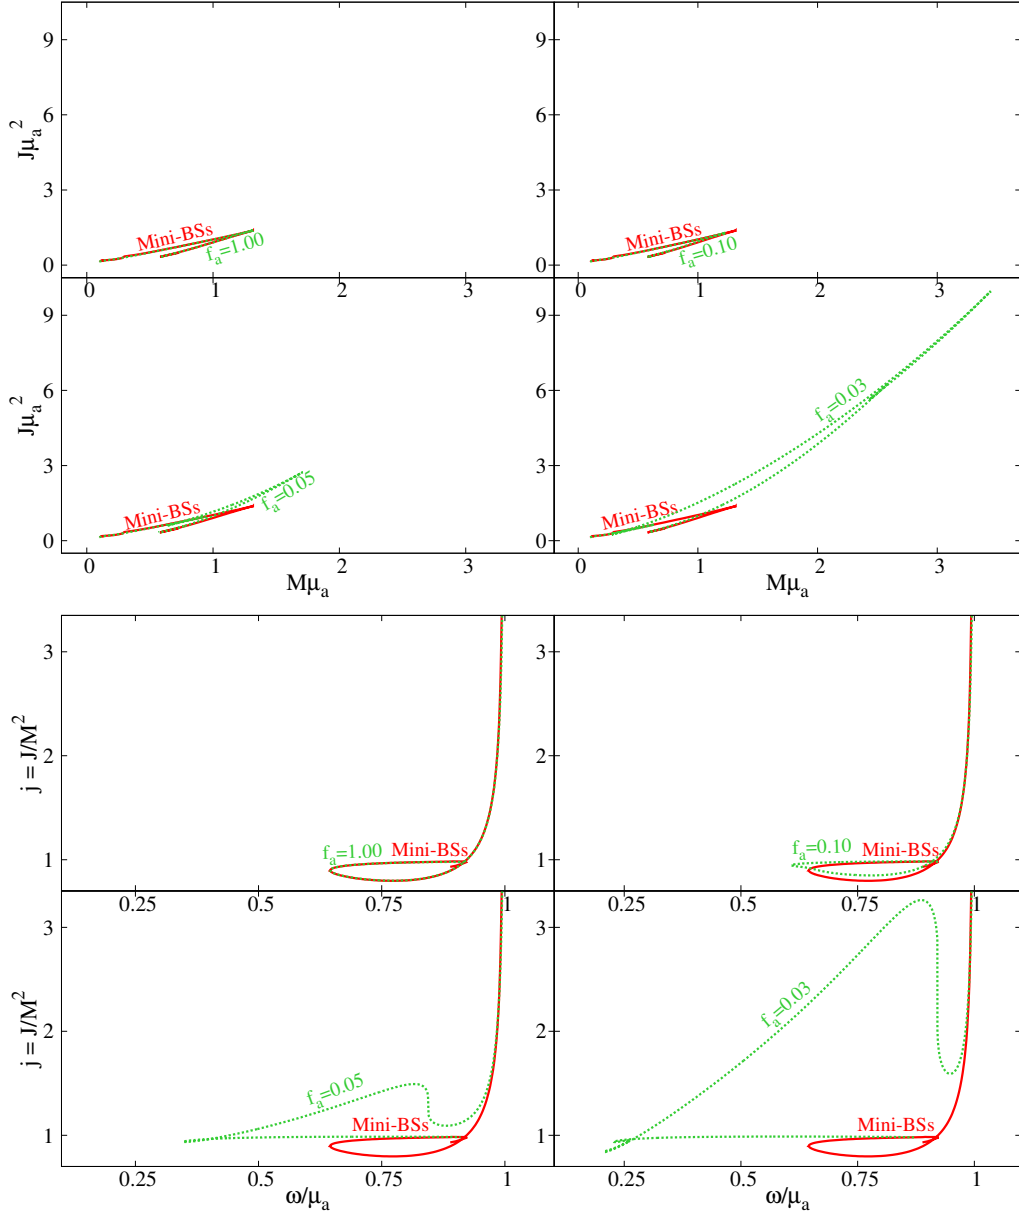 9
6
3
0
Jμₐ²
Mini-BSs
fₐ=1.00
Mini-BSs
fₐ=0.10
0 1 2 3 0 1 2 3
9
6
3
0
Jμₐ²
Mini-BSs
fₐ=0.05
Mini-BSs
fₐ=0.03
0 1 2 3 0 1 2 3
Mμₐ Mμₐ
3
2
1
j = J/M²
fₐ=1.00 Mini-BSs
fₐ=0.10 Mini-BSs
0.25 0.5 0.75 1 0.25 0.5 0.75 1
3
2
1
j = J/M²
fₐ=0.05
Mini-BSs
fₐ=0.03
Mini-BSs
0.25 0.5 0.75 1 0.25 0.5 0.75 1
ω/μₐ ω/μₐ